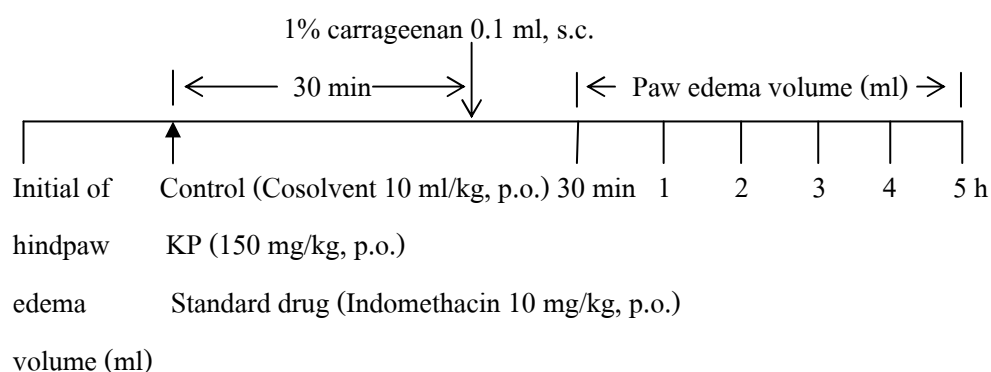 1% carrageenan 0.1 ml, s.c.
30 min
Paw edema volume (ml)
Initial of Control (Cosolvent 10 ml/kg, p.o.) 30 min 1 2 3 4 5 h
hindpaw KP (150 mg/kg, p.o.)
edema Standard drug (Indomethacin 10 mg/kg, p.o.)
volume (ml)